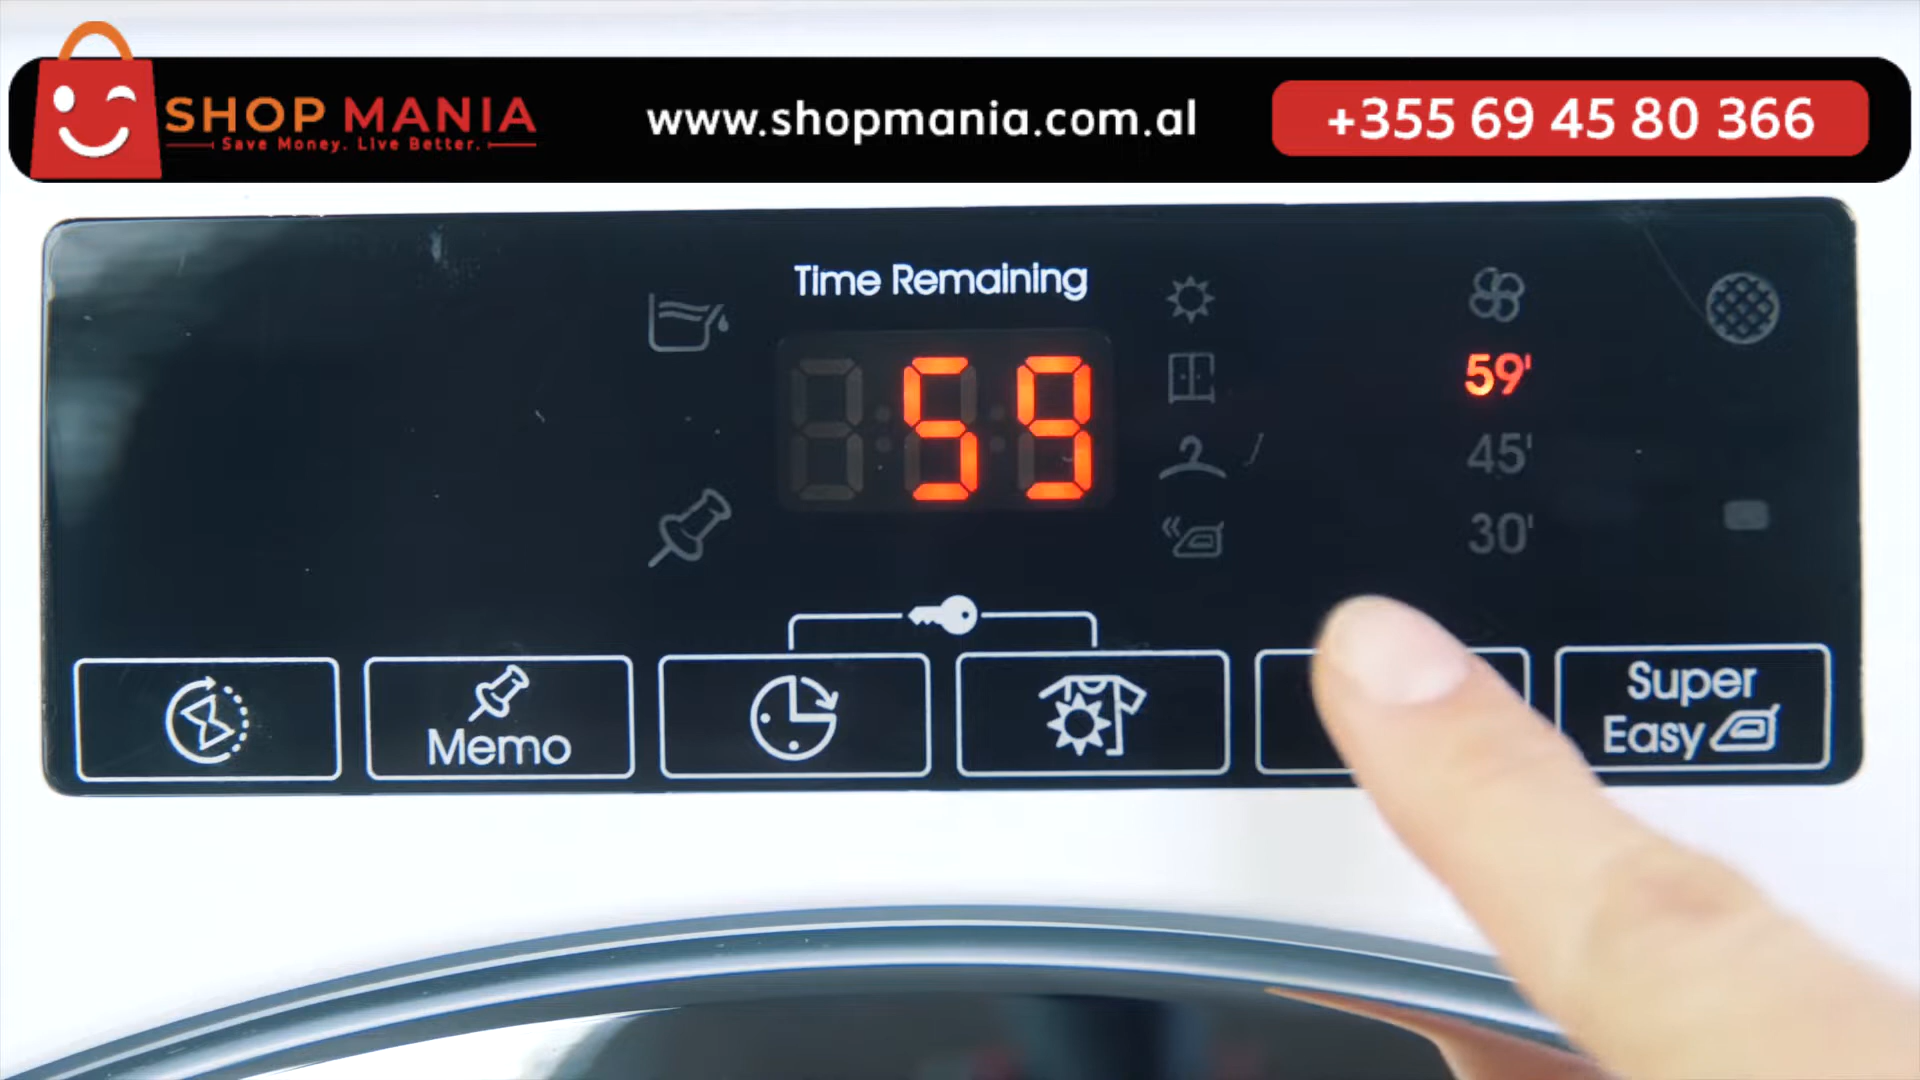 SHOP MANIA
Save Money. Live Better.
www.shopmania.com.al
+355 69 45 80 366
Time Remaining
59
59'
45'
30'
Memo
Super
Easy